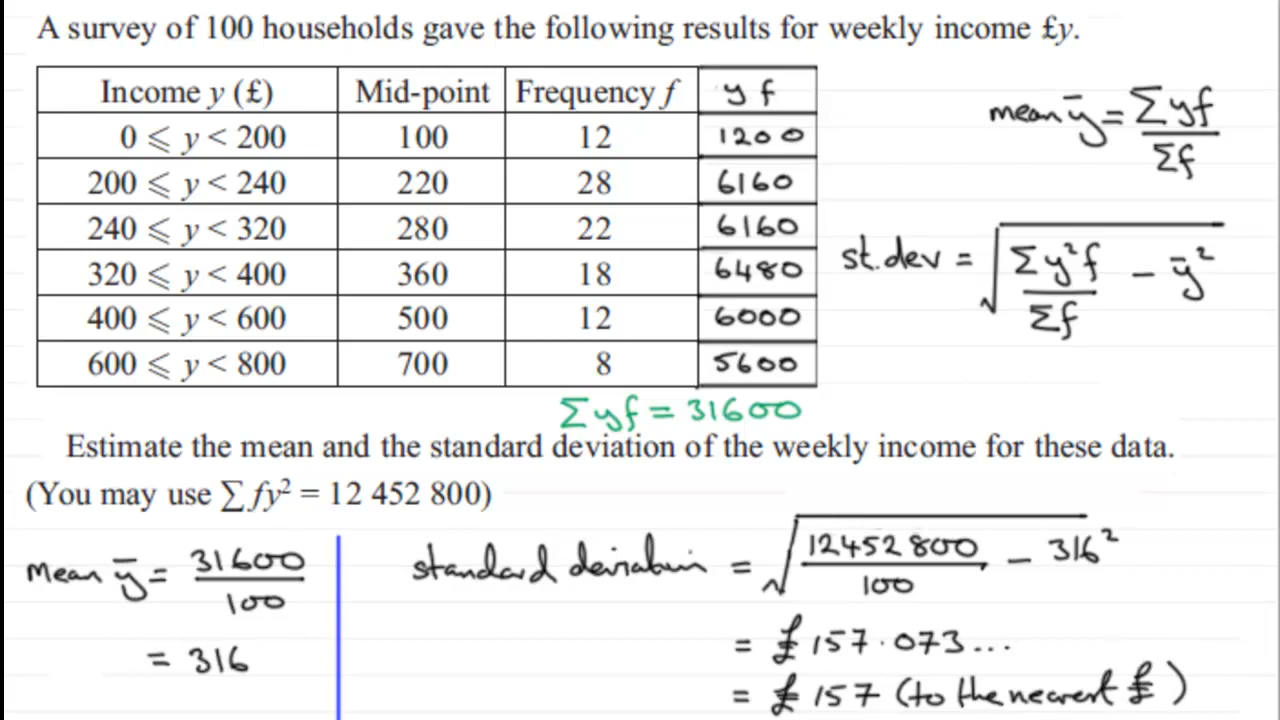 A survey of 100 households gave the following results for weekly income £y.
Income y (£) Mid-point Frequency f y f
0 ⩽ y < 200 100 12 1200
200 ⩽ y < 240 220 28 6160
240 ⩽ y < 320 280 22 6160
320 ⩽ y < 400 360 18 6480
400 ⩽ y < 600 500 12 6000
600 ⩽ y < 800 700 8 5600
Σyf = 31600
mean ȳ = Σyf / Σf
st.dev = √(Σy²f / Σf − ȳ²)
Estimate the mean and the standard deviation of the weekly income for these data.
(You may use ∑ fy² = 12 452 800)
Mean ȳ = 31600 / 100
= 316
standard deviation = √(12452800 / 100 − 316²)
= £157.073...
= £157 (to the nearest £)